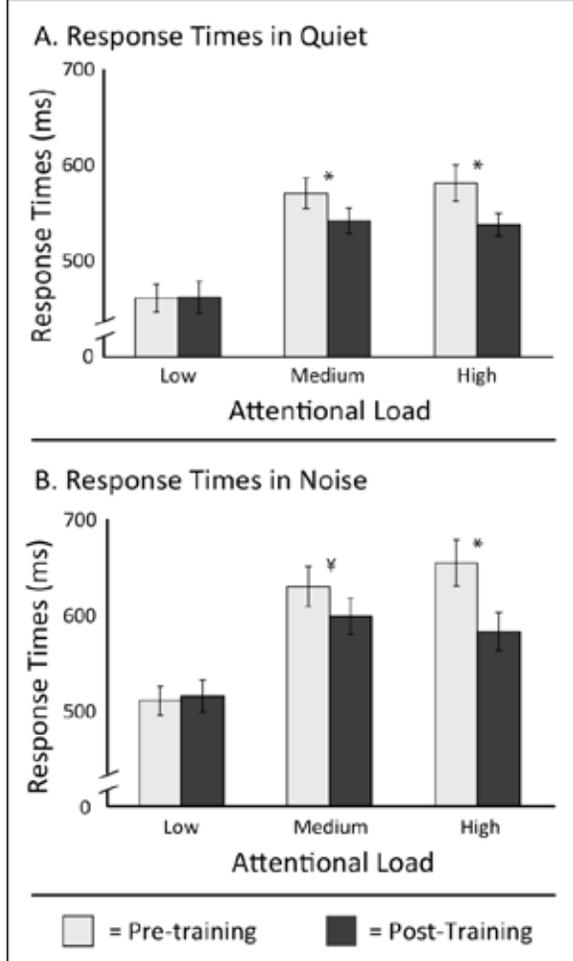 A. Response Times in Quiet
Response Times (ms)
700
600
500
0
*
*
Low Medium High
Attentional Load
B. Response Times in Noise
Response Times (ms)
700
600
500
0
¥
*
Low Medium High
Attentional Load
= Pre-training = Post-Training